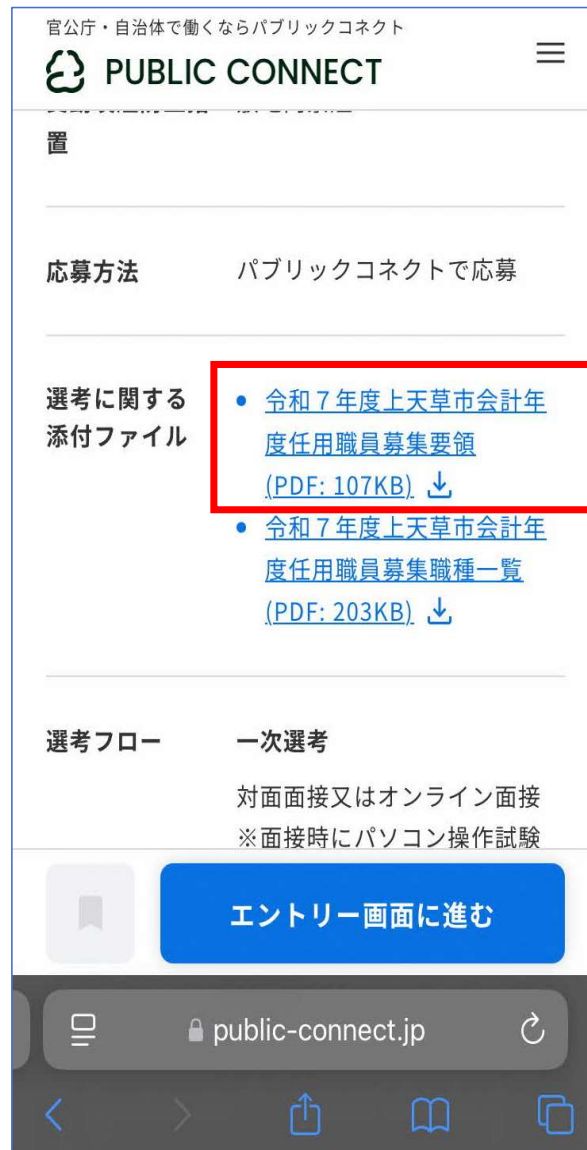 官公庁・自治体で働くならパブリックコネクト
PUBLIC CONNECT
置
応募方法
パブリックコネクトで応募
選考に関する
添付ファイル
令和７年度上天草市会計年
度任用職員募集要領
(PDF: 107KB)
令和７年度上天草市会計年
度任用職員募集職種一覧
(PDF: 203KB)
選考フロー
一次選考
対面面接又はオンライン面接
※面接時にパソコン操作試験
エントリー画面に進む
public-connect.jp